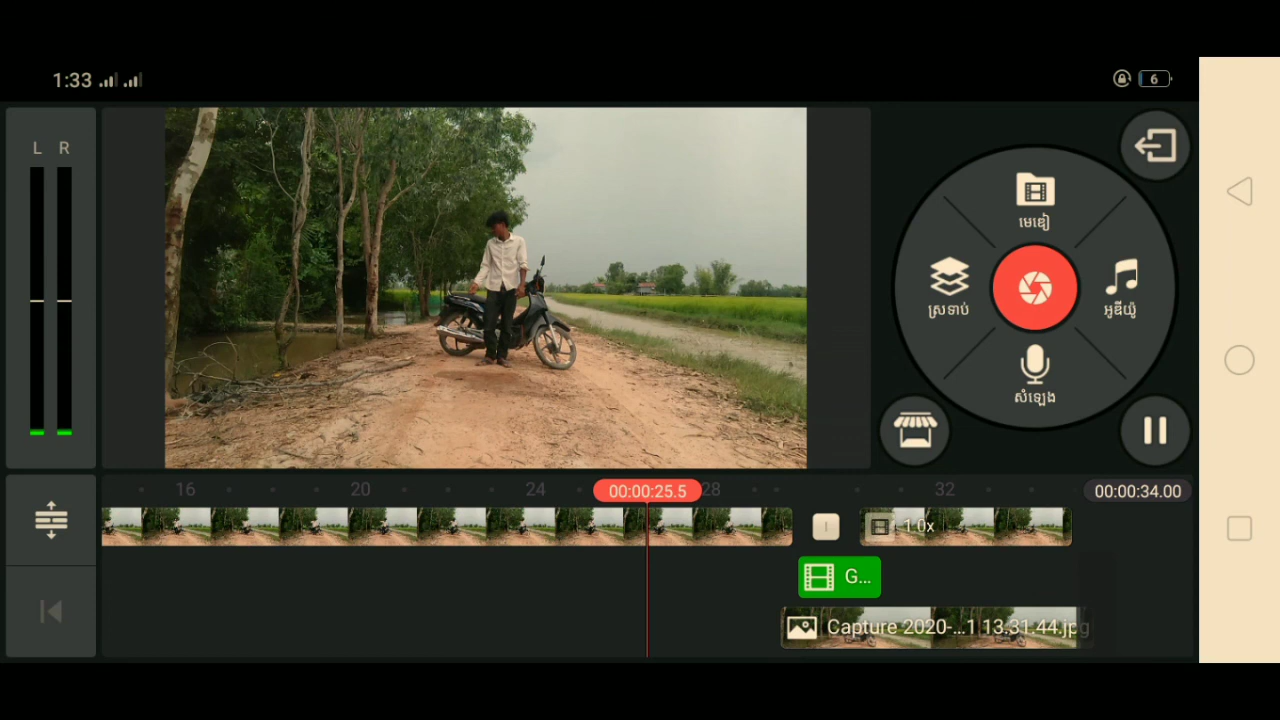 1:33
6
L R
មេឌៀ
ស្រទាប់
អូឌីយ៉ូ
សំឡេង
16 20 24 00:00:25.5 28 32 00:00:34.00
1.0x
G...
Capture 2020-...1 13.31.44.jpg